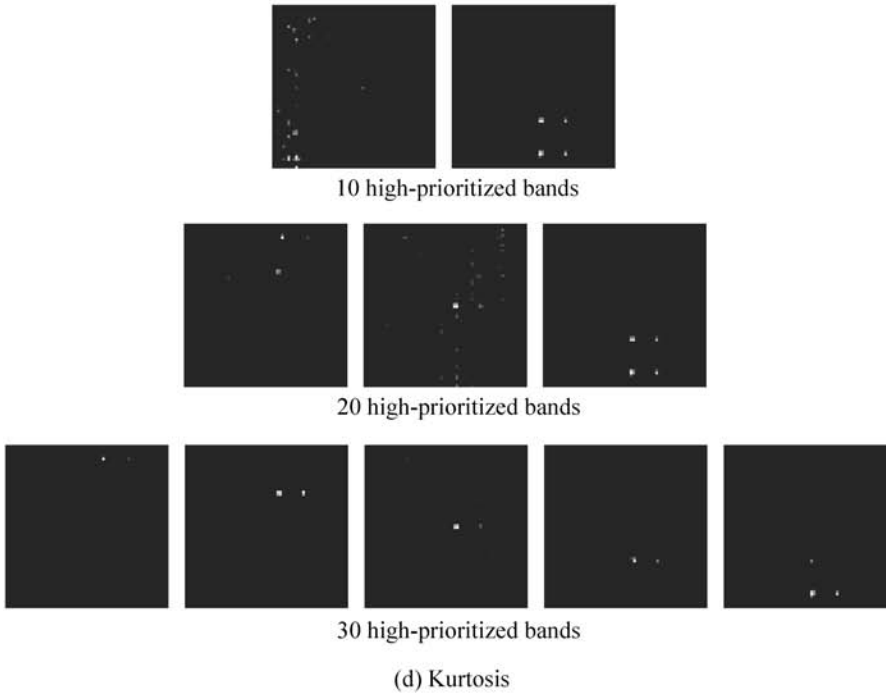 10 high-prioritized bands
20 high-prioritized bands
30 high-prioritized bands
(d) Kurtosis